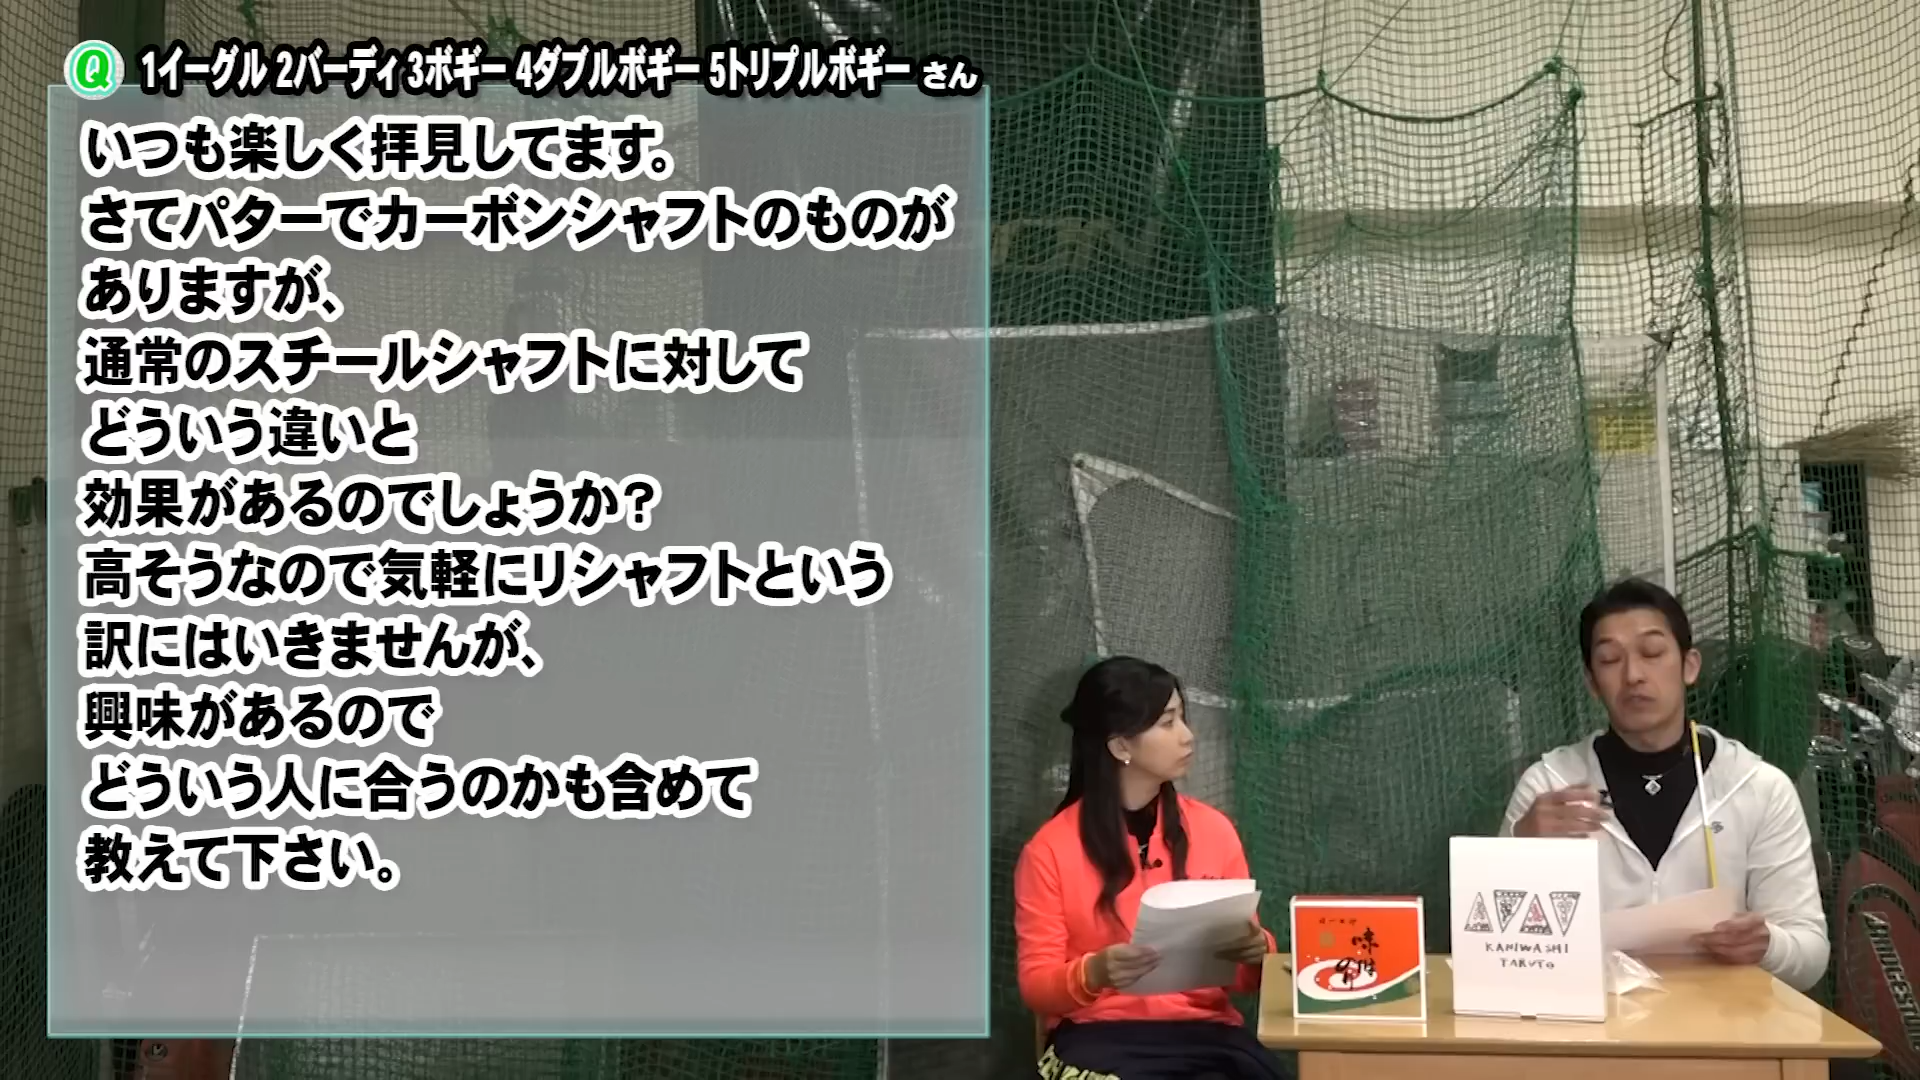 Q 1イーグル 2バーディ 3ボギー 4ダブルボギー 5トリプルボギー さん
いつも楽しく拝見してます。
さてパターでカーボンシャフトのものが
ありますが、
通常のスチールシャフトに対して
どういう違いと
効果があるのでしょうか?
高そうなので気軽にリシャフトという
訳にはいきませんが、
興味があるので
どういう人に合うのかも含めて
教えて下さい。
味付
KANIWASHI
TARUTO